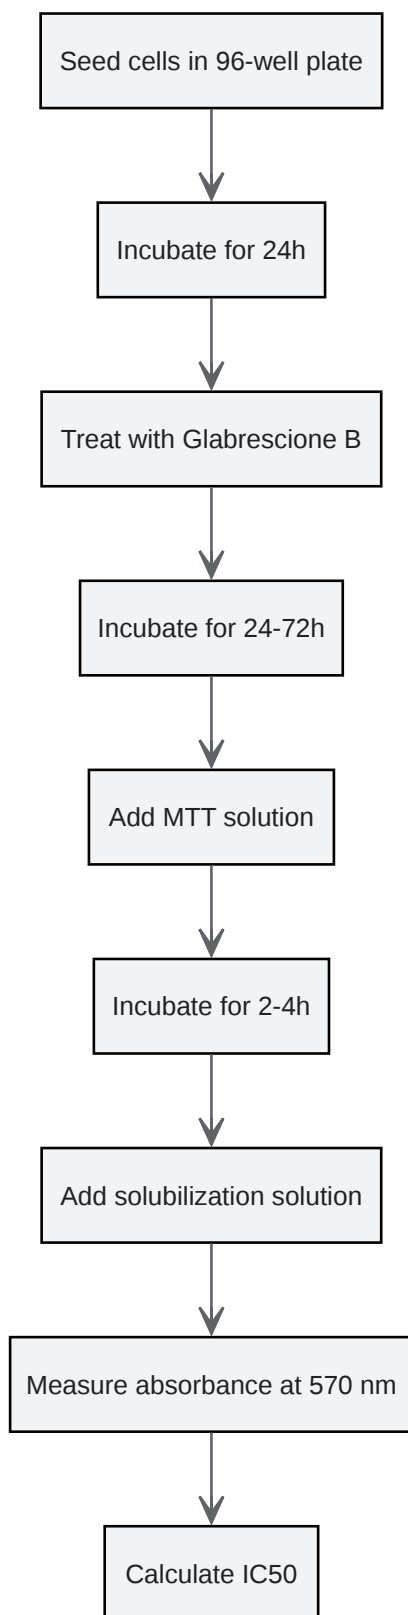 Seed cells in 96-well plate
Incubate for 24h
Treat with Glabrescione B
Incubate for 24-72h
Add MTT solution
Incubate for 2-4h
Add solubilization solution
Measure absorbance at 570 nm
Calculate IC50